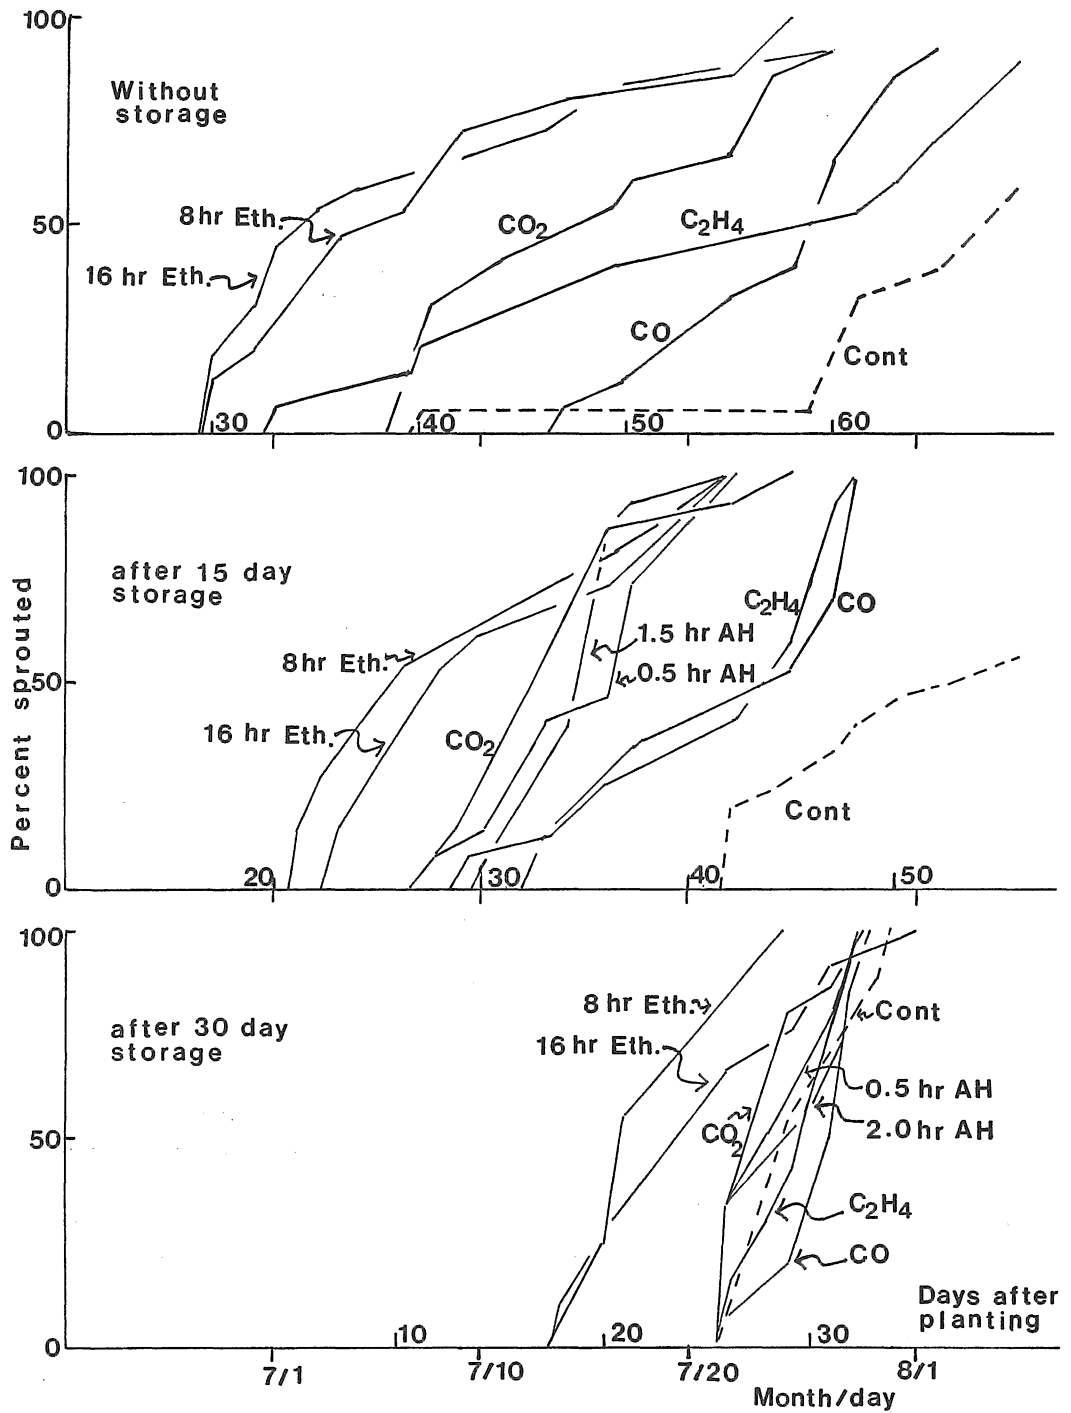 100
Without
storage
8hr Eth.
CO2
C2H4
50
16 hr Eth.
CO
Cont
0
30
40
50
60
100
after 15 day
storage
C2H4
CO
1.5 hr AH
8hr Eth.
0.5 hr AH
50
16 hr Eth.
CO2
Cont
Percent sprouted
0
20
30
40
50
100
8 hr Eth.
Cont
after 30 day
storage
16 hr Eth.
0.5 hr AH
CO2
2.0 hr AH
50
C2H4
CO
Days after
planting
0
10
20
30
7/1
7/10
7/20
8/1
Month/day